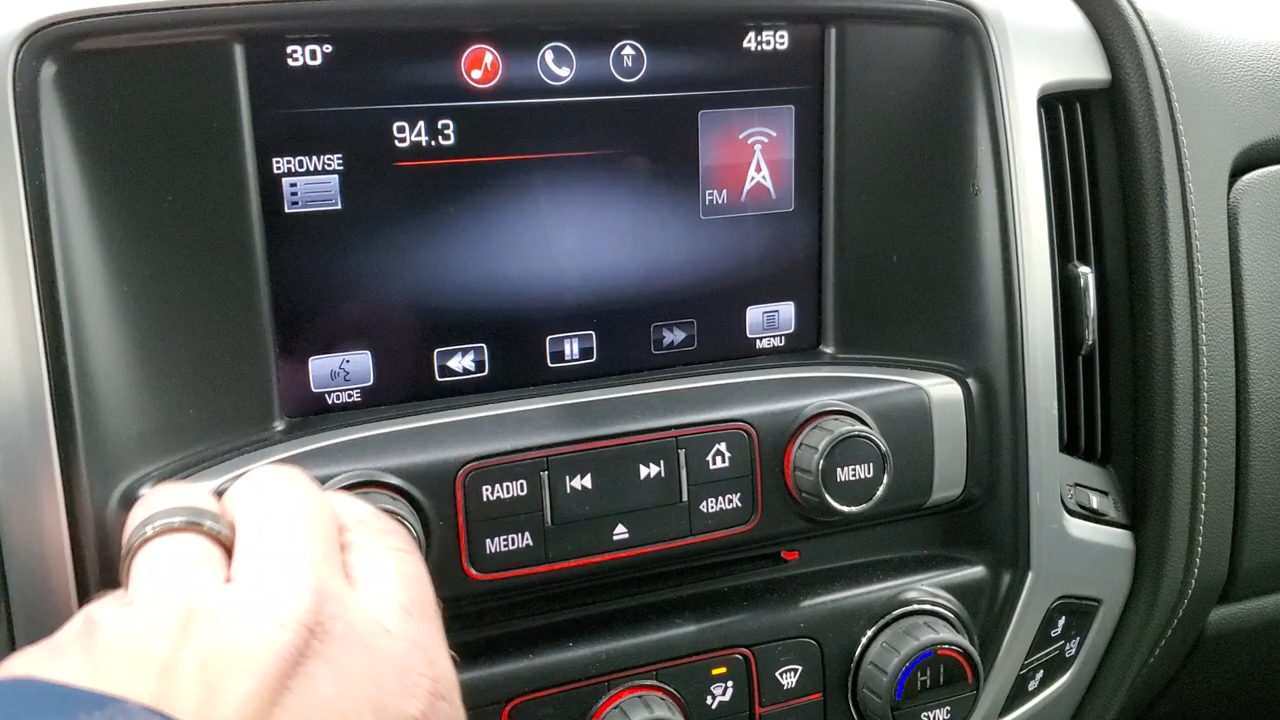 30°
N
4:59
94.3
BROWSE
FM
VOICE
MENU
RADIO
MEDIA
BACK
MENU
HI
SYNC